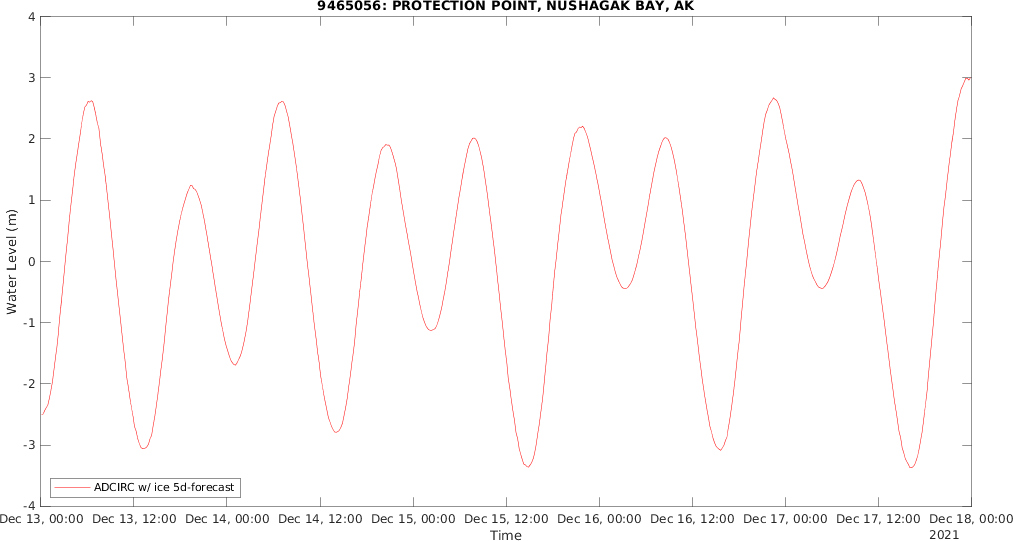 9465056: PROTECTION POINT, NUSHAGAK BAY, AK
Water Level (m)
4
3
2
1
0
-1
-2
-3
-4
ADCIRC w/ ice 5d-forecast
Dec 13, 00:00 Dec 13, 12:00 Dec 14, 00:00 Dec 14, 12:00 Dec 15, 00:00 Dec 15, 12:00 Dec 16, 00:00 Dec 16, 12:00 Dec 17, 00:00 Dec 17, 12:00 Dec 18, 00:00
Time
2021